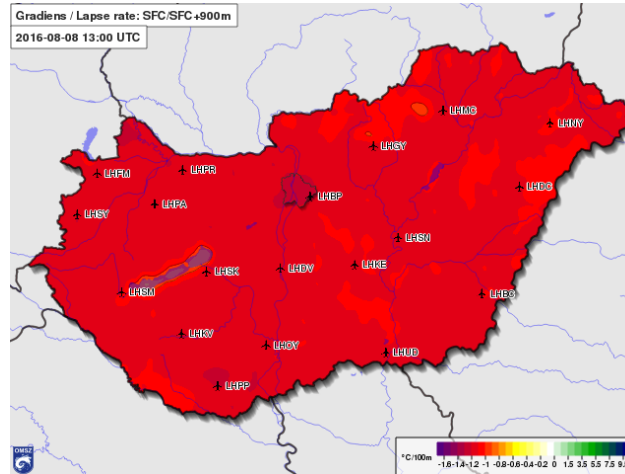 Gradiens / Lapse rate: SFC/SFC+900m
2016-08-08 13:00 UTC
LHMC
LHNY
LHGY
LHPR
LHFM
LHDC
LHBP
LHPA
LHSY
LHSN
LHKE
LHDV
LHSK
LHSM
LHBC
LHKV
LHOY
LHUD
LHPP
°C/100m
-1.6 -1.4 -1.2 -1 -0.8 -0.6 -0.4 -0.2 0 1.5 3.5 5.5 7.5 9.5
OMSZ